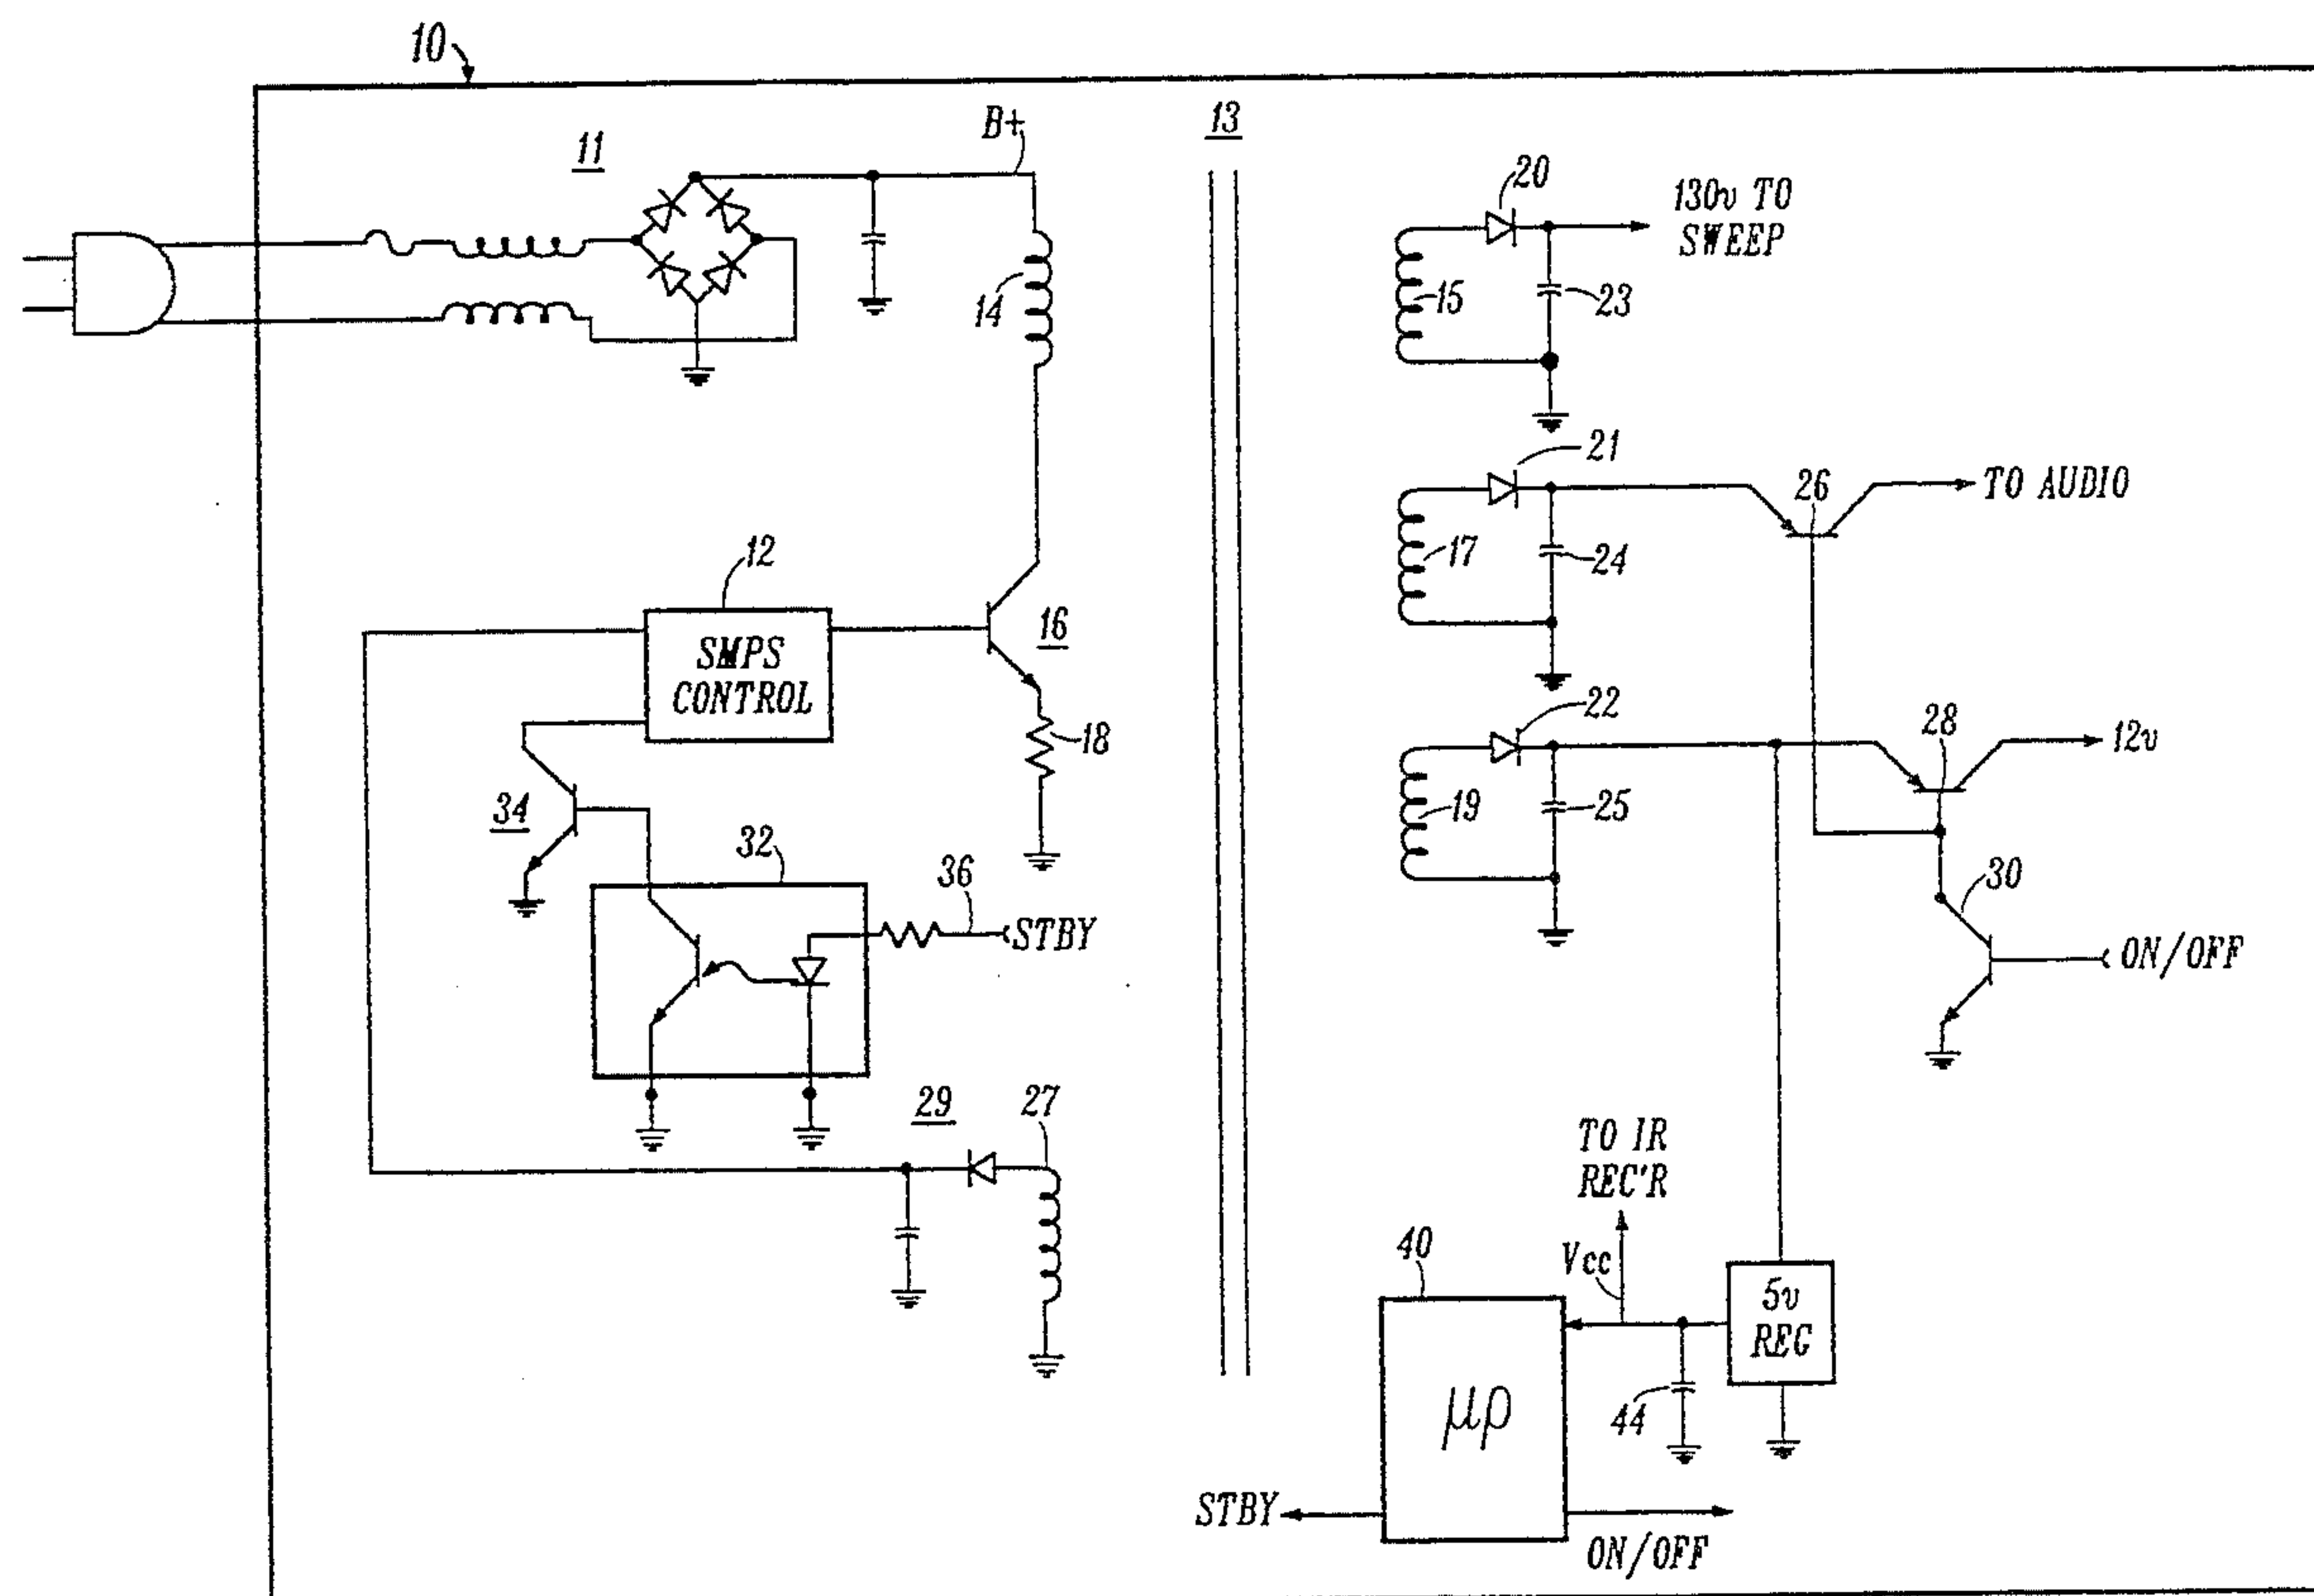 10
11
B+
13
20
130v TO
SWEEP
14
15
23
21
26
TO AUDIO
12
17
24
SMPS
CONTROL
16
22
28
12v
18
34
19
25
32
36
30
STBY
ON/OFF
29
27
TO IR
REC'R
40
Vcc
5v
REG
μρ
44
STBY
ON/OFF